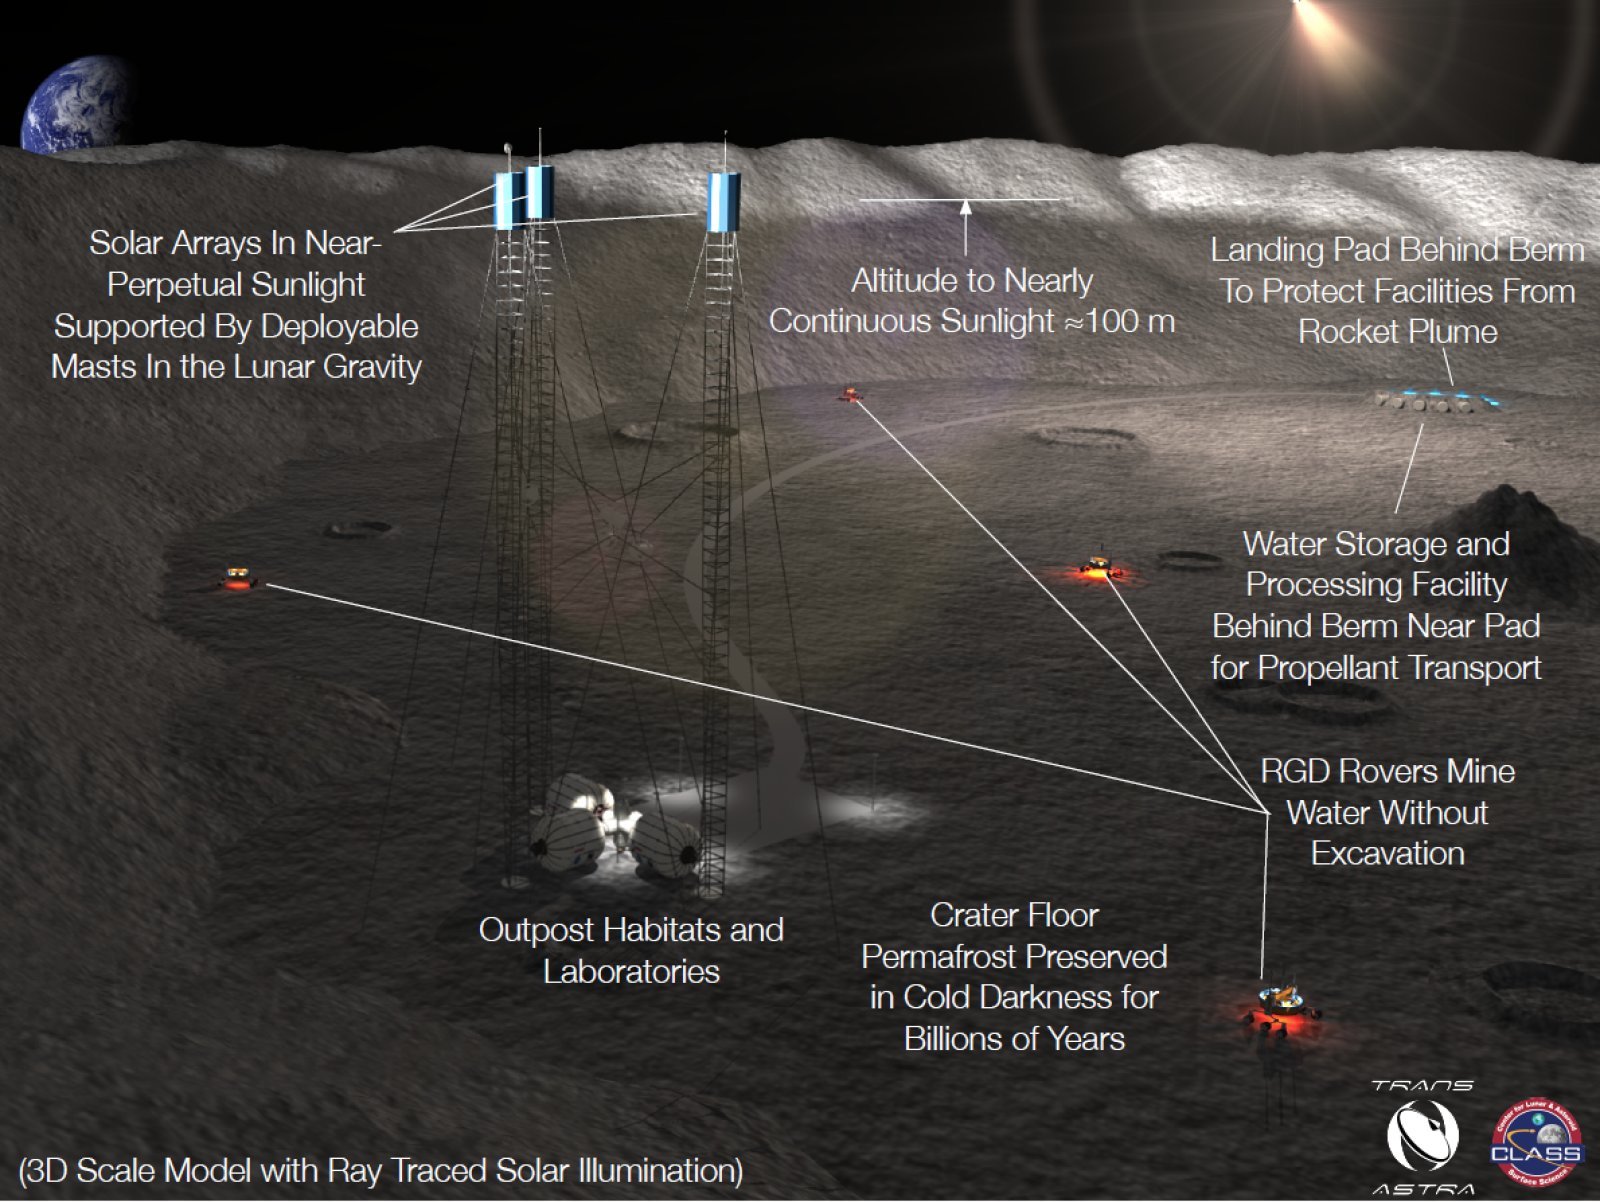 Solar Arrays In Near-
Perpetual Sunlight
Supported By Deployable
Masts In the Lunar Gravity
Altitude to Nearly
Continuous Sunlight ≈100 m
Landing Pad Behind Berm
To Protect Facilities From
Rocket Plume
Water Storage and
Processing Facility
Behind Berm Near Pad
for Propellant Transport
RGD Rovers Mine
Water Without
Excavation
Outpost Habitats and
Laboratories
Crater Floor
Permafrost Preserved
in Cold Darkness for
Billions of Years
(3D Scale Model with Ray Traced Solar Illumination)
TRANS
ASTRA
Center for Lunar & Asteroid
CLASS
Surface Science